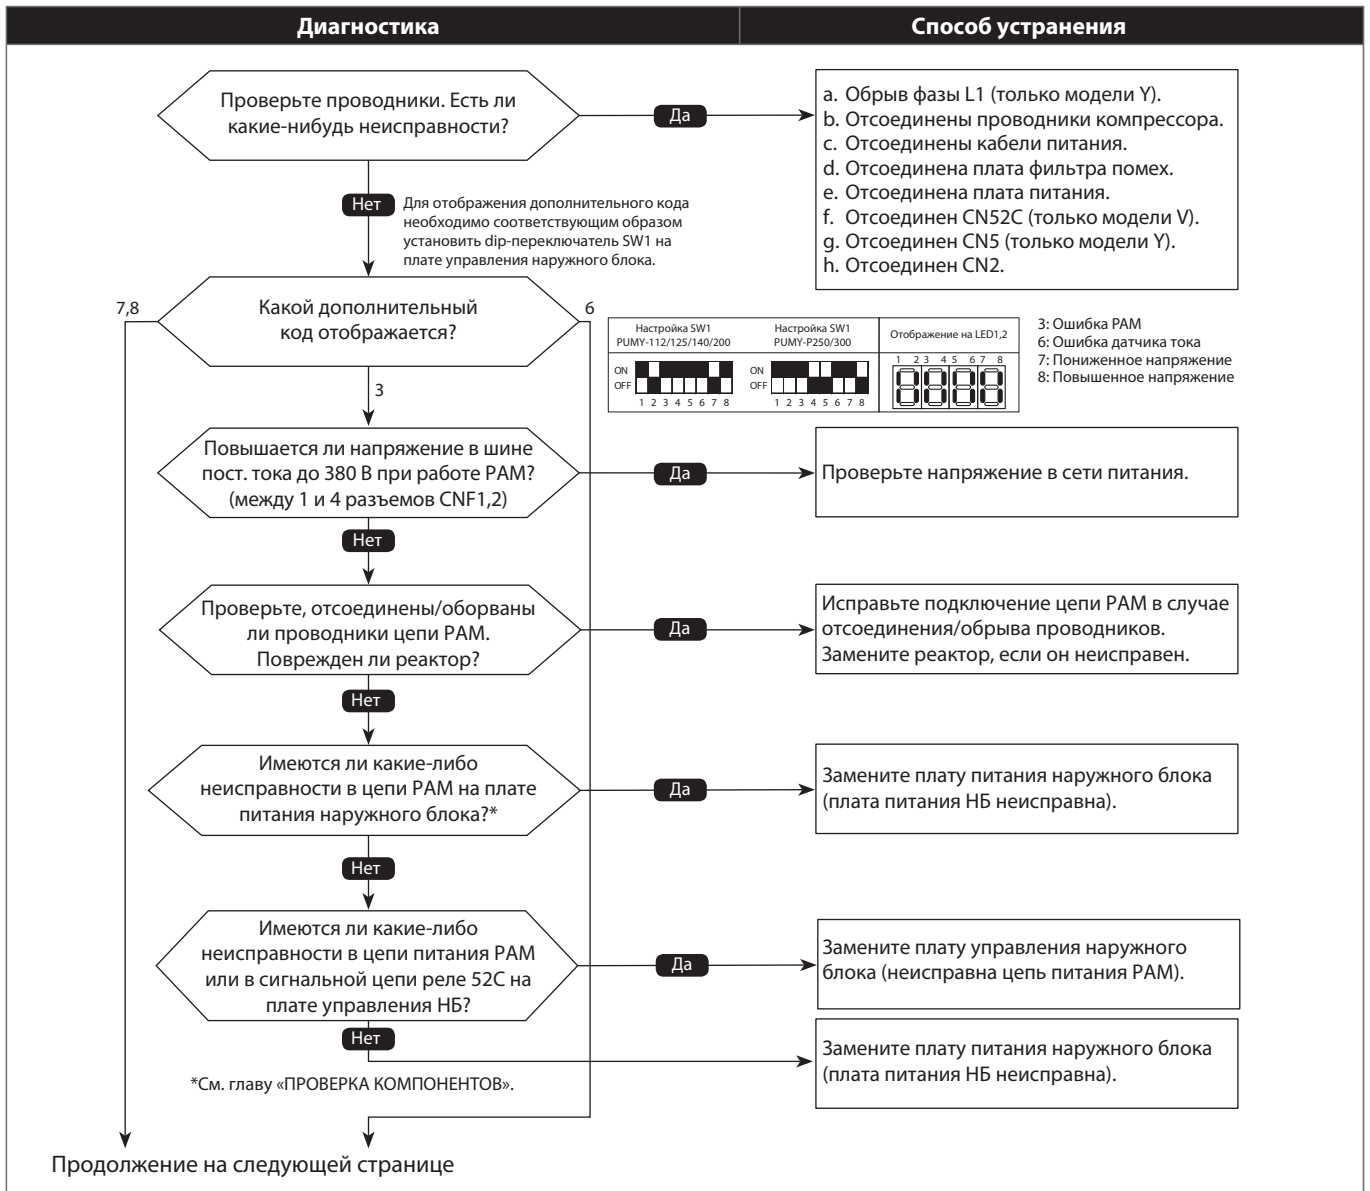 Диагностика
Способ устранения
Проверьте проводники. Есть ли
какие-нибудь неисправности?
Да
a. Обрыв фазы L1 (только модели Y).
b. Отсоединены проводники компрессора.
c. Отсоединены кабели питания.
d. Отсоединена плата фильтра помех.
e. Отсоединена плата питания.
f. Отсоединен CN52C (только модели V).
g. Отсоединен CN5 (только модели Y).
h. Отсоединен CN2.
Нет
Для отображения дополнительного кода
необходимо соответствующим образом
установить dip-переключатель SW1 на
плате управления наружного блока.
7,8
Какой дополнительный
код отображается?
6
3
Настройка SW1
PUMY-112/125/140/200
ON
OFF
1 2 3 4 5 6 7 8
Настройка SW1
PUMY-P250/300
ON
OFF
1 2 3 4 5 6 7 8
Отображение на LED1,2
1 2 3 4 5 6 7 8
3: Ошибка PAM
6: Ошибка датчика тока
7: Пониженное напряжение
8: Повышенное напряжение
Повышается ли напряжение в шине
пост. тока до 380 В при работе PAM?
(между 1 и 4 разъемов CNF1,2)
Да
Проверьте напряжение в сети питания.
Нет
Проверьте, отсоединены/оборваны
ли проводники цепи PAM.
Поврежден ли реактор?
Да
Исправьте подключение цепи PAM в случае
отсоединения/обрыва проводников.
Замените реактор, если он неисправен.
Нет
Имеются ли какие-либо
неисправности в цепи PAM на плате
питания наружного блока?*
Да
Замените плату питания наружного блока
(плата питания НБ неисправна).
Нет
Имеются ли какие-либо
неисправности в цепи питания PAM
или в сигнальной цепи реле 52С на
плате управления НБ?
Да
Замените плату управления наружного
блока (неисправна цепь питания PAM).
Нет
Замените плату питания наружного блока
(плата питания НБ неисправна).
*См. главу «ПРОВЕРКА КОМПОНЕНТОВ».
Продолжение на следующей странице